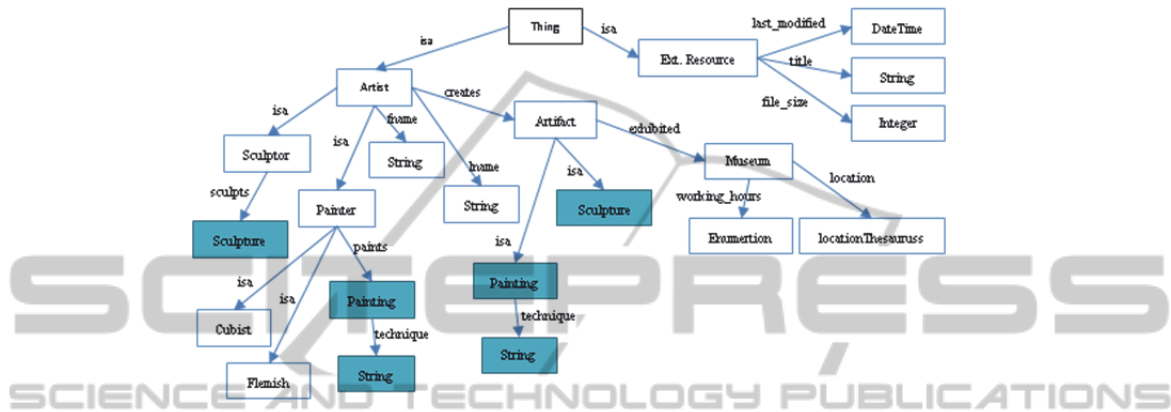 Thing
isa
isa
last_modified
DateTime
Ext. Resource
title
String
file_size
Integer
Artist
creates
isa
isa
fname
lname
Artifact
exhibited
Sculptor
String
String
isa
isa
Museum
working_hours
location
Enumertion
locationThesauruss
sculpts
Sculpture
Painter
Sculpture
isa
isa
paints
Cubist
Flemish
Painting
technique
String
Painting
technique
String
SCITEPRESS
SCIENCE AND TECHNOLOGY PUBLICATIONS